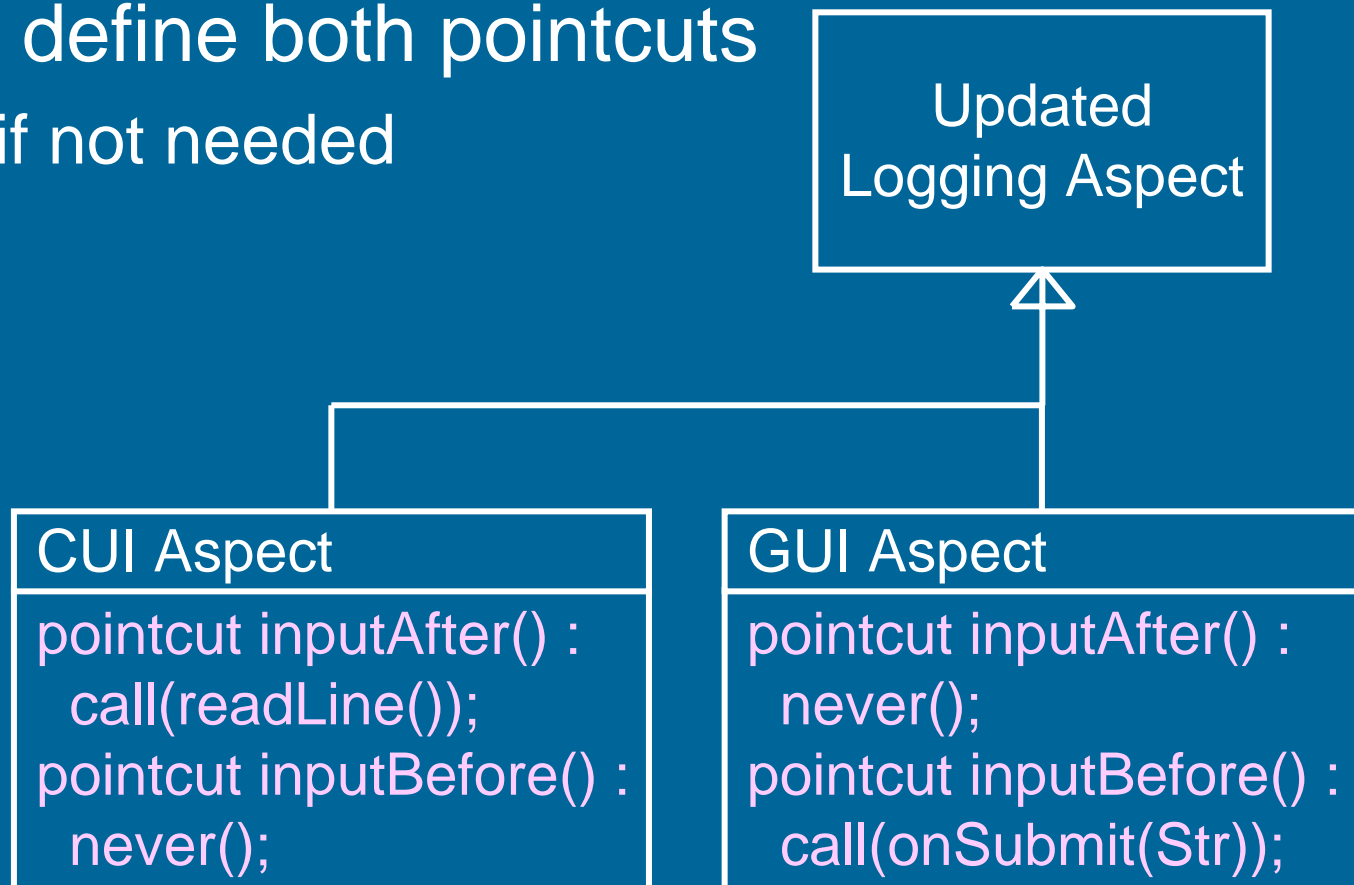 define both pointcuts
if not needed
Updated
Logging Aspect
CUI Aspect
pointcut inputAfter() :
call(readLine());
pointcut inputBefore() :
never();
GUI Aspect
pointcut inputAfter() :
never();
pointcut inputBefore() :
call(onSubmit(Str));